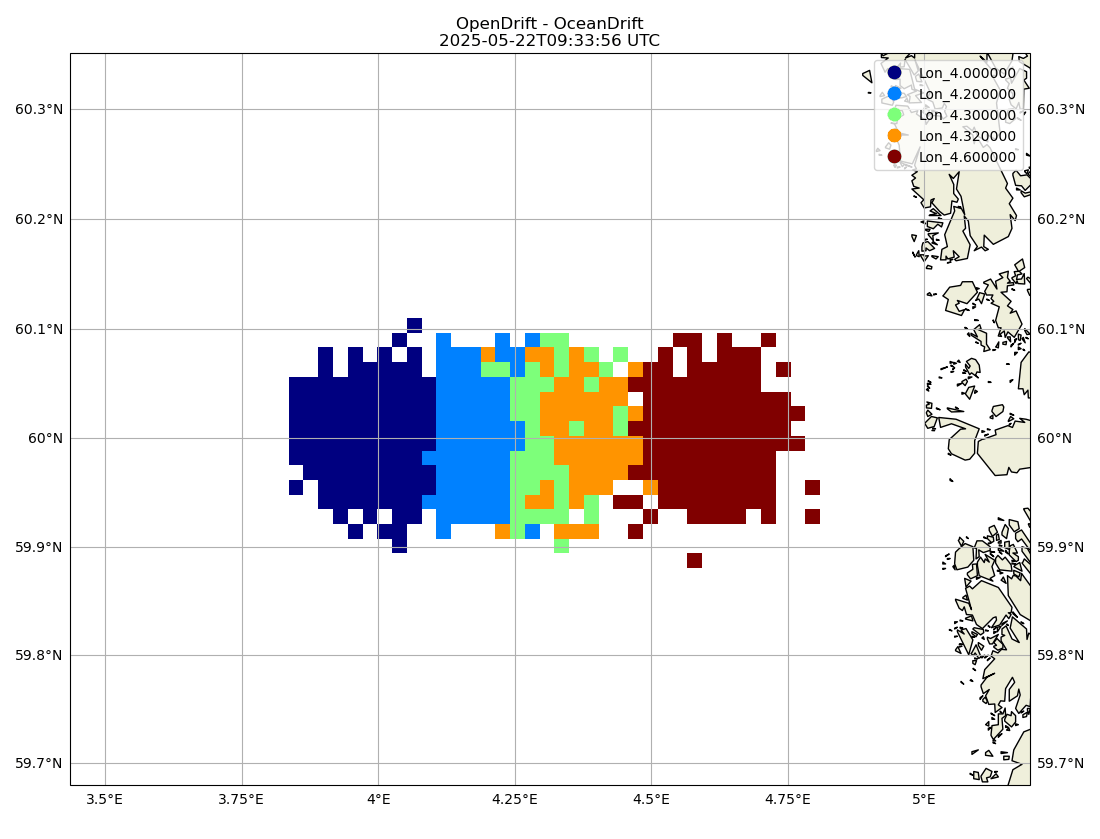 OpenDrift - OceanDrift
2025-05-22T09:33:56 UTC
Lon_4.000000
Lon_4.200000
Lon_4.300000
Lon_4.320000
Lon_4.600000
60.3°N
60.3°N
60.2°N
60.2°N
60.1°N
60.1°N
60°N
60°N
59.9°N
59.9°N
59.8°N
59.8°N
59.7°N
59.7°N
3.5°E
3.75°E
4°E
4.25°E
4.5°E
4.75°E
5°E